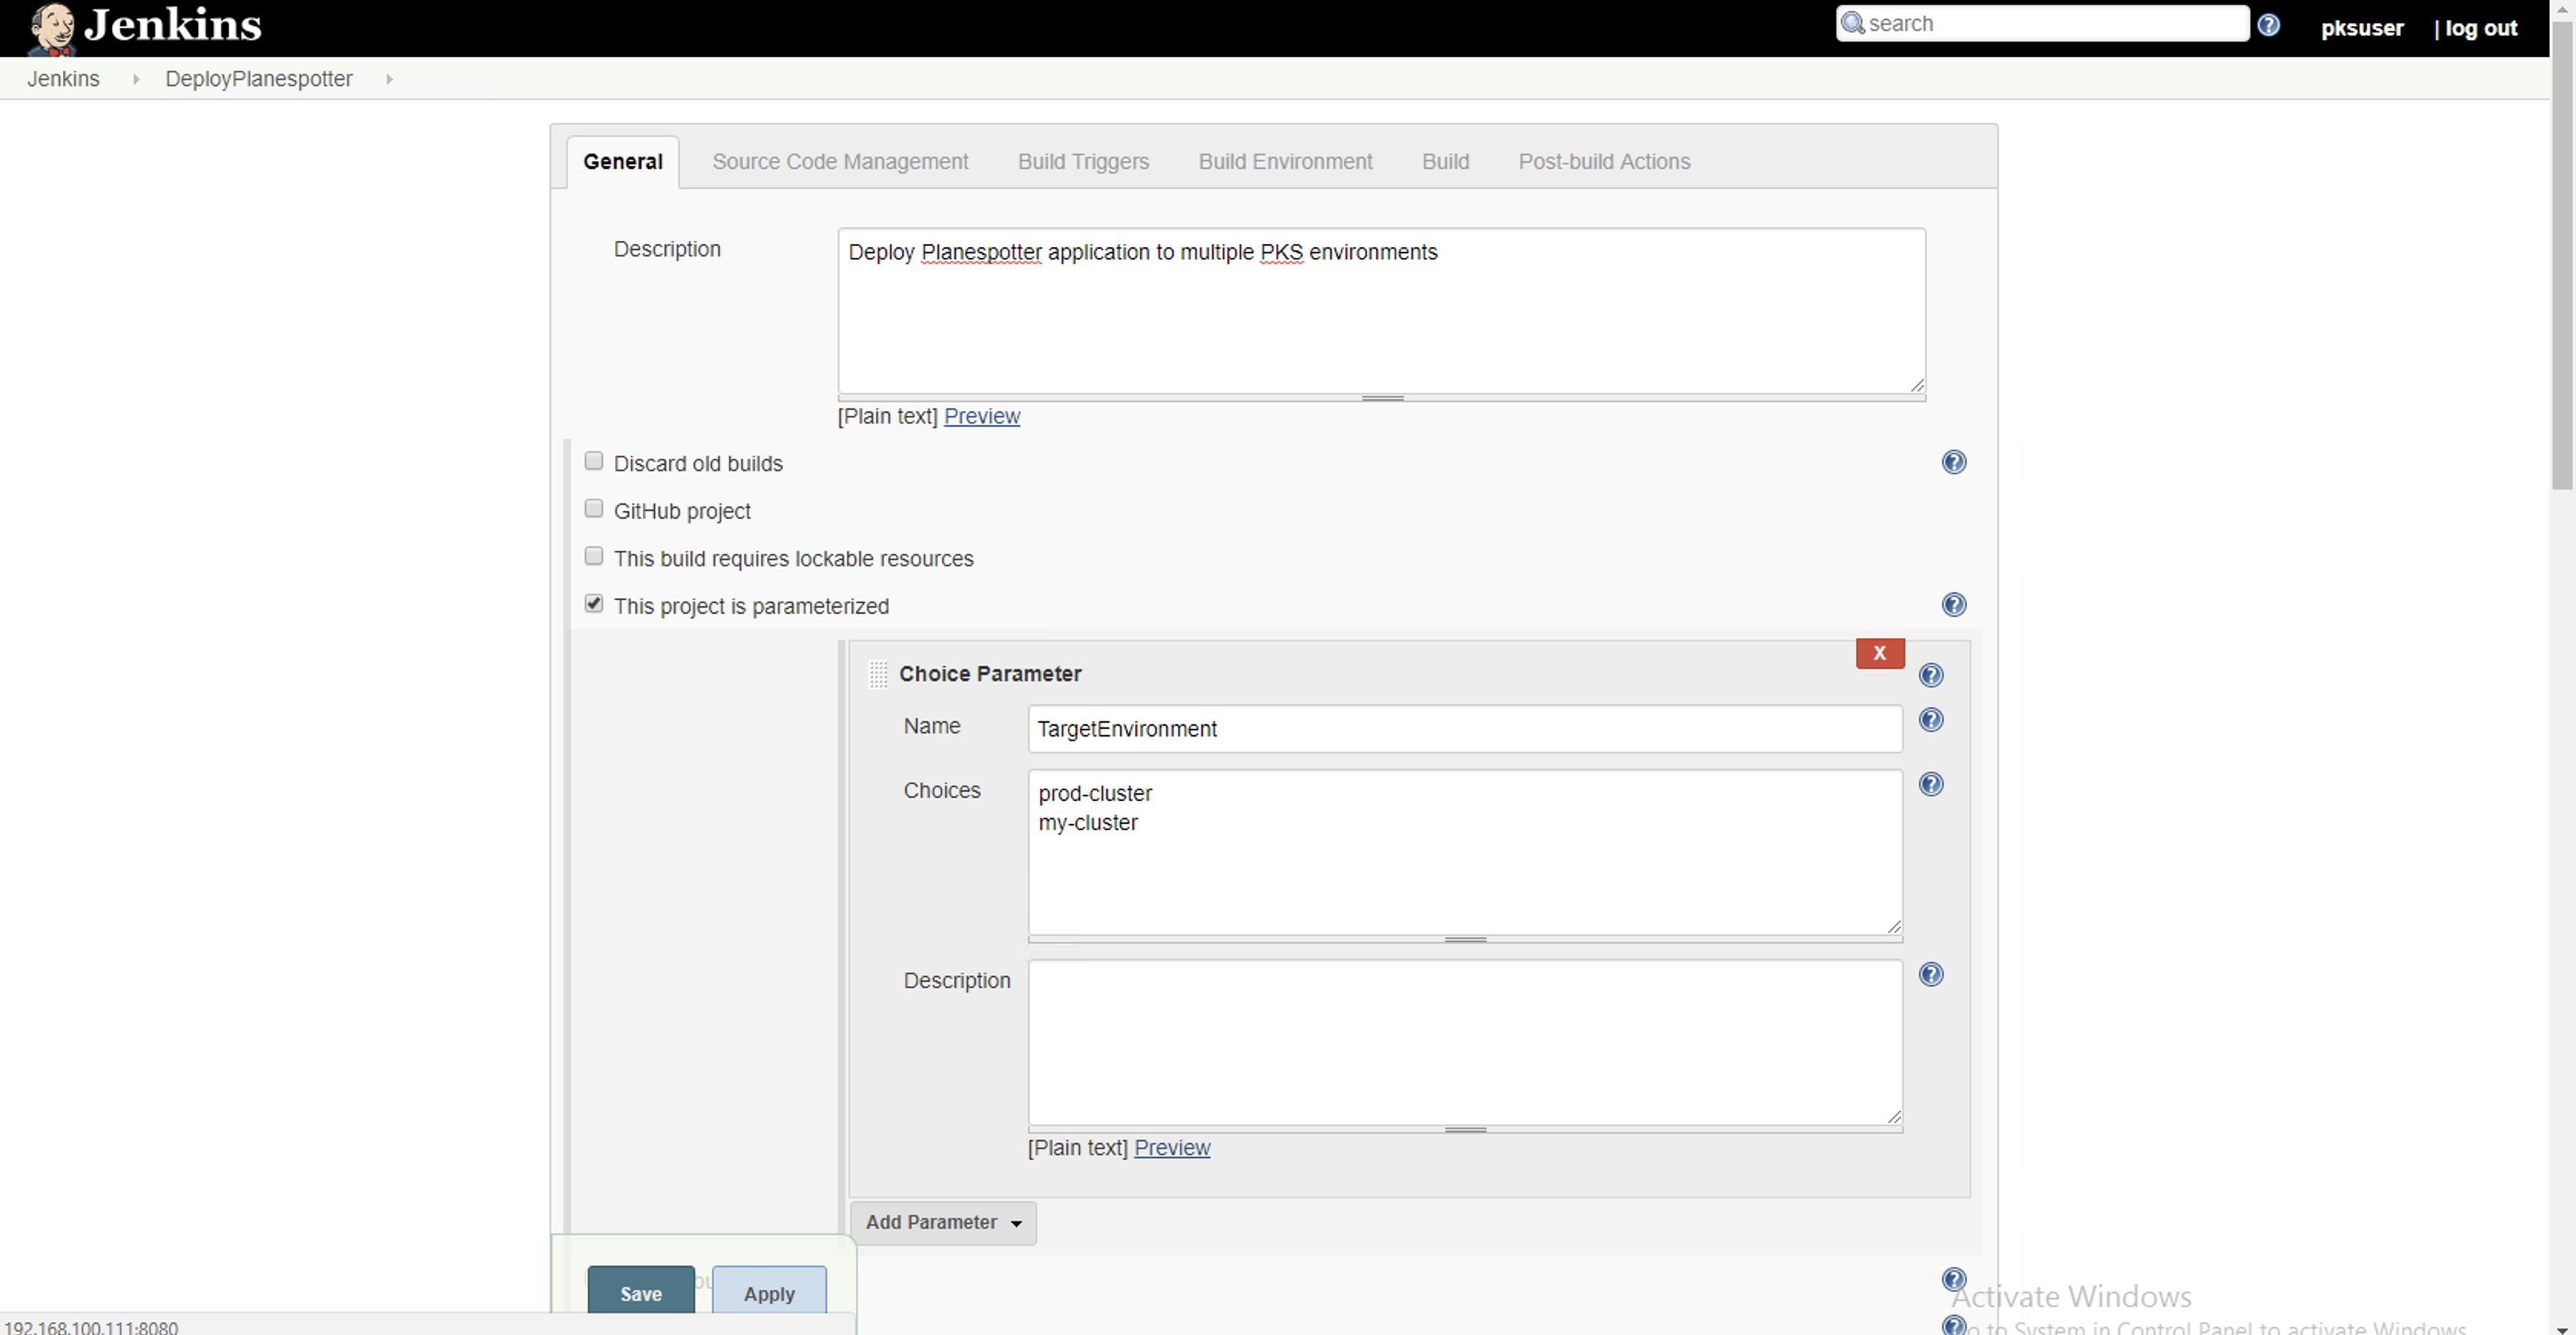 Jenkins
search
pksuser
| log out
Jenkins
DeployPlanespotter
General
Source Code Management
Build Triggers
Build Environment
Build
Post-build Actions
Description
Deploy Planespotter application to multiple PKS environments
[Plain text] Preview
Discard old builds
GitHub project
This build requires lockable resources
This project is parameterized
X
Choice Parameter
Name
TargetEnvironment
Choices
prod-cluster
my-cluster
Description
[Plain text] Preview
Add Parameter
Save
Apply
Activate Windows
to System in Control Panel to activate Windows
192.168.100.111:8080